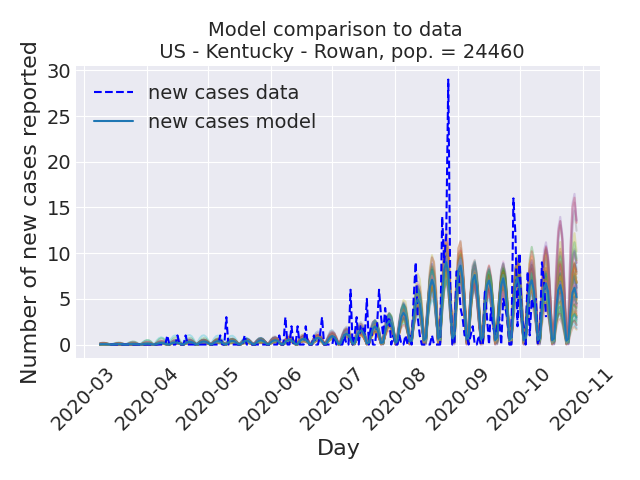 Model comparison to data
US - Kentucky - Rowan, pop. = 24460
Number of new cases reported
30
25
20
15
10
5
0
new cases data
new cases model
2020-03
2020-04
2020-05
2020-06
2020-07
2020-08
2020-09
2020-10
2020-11
Day